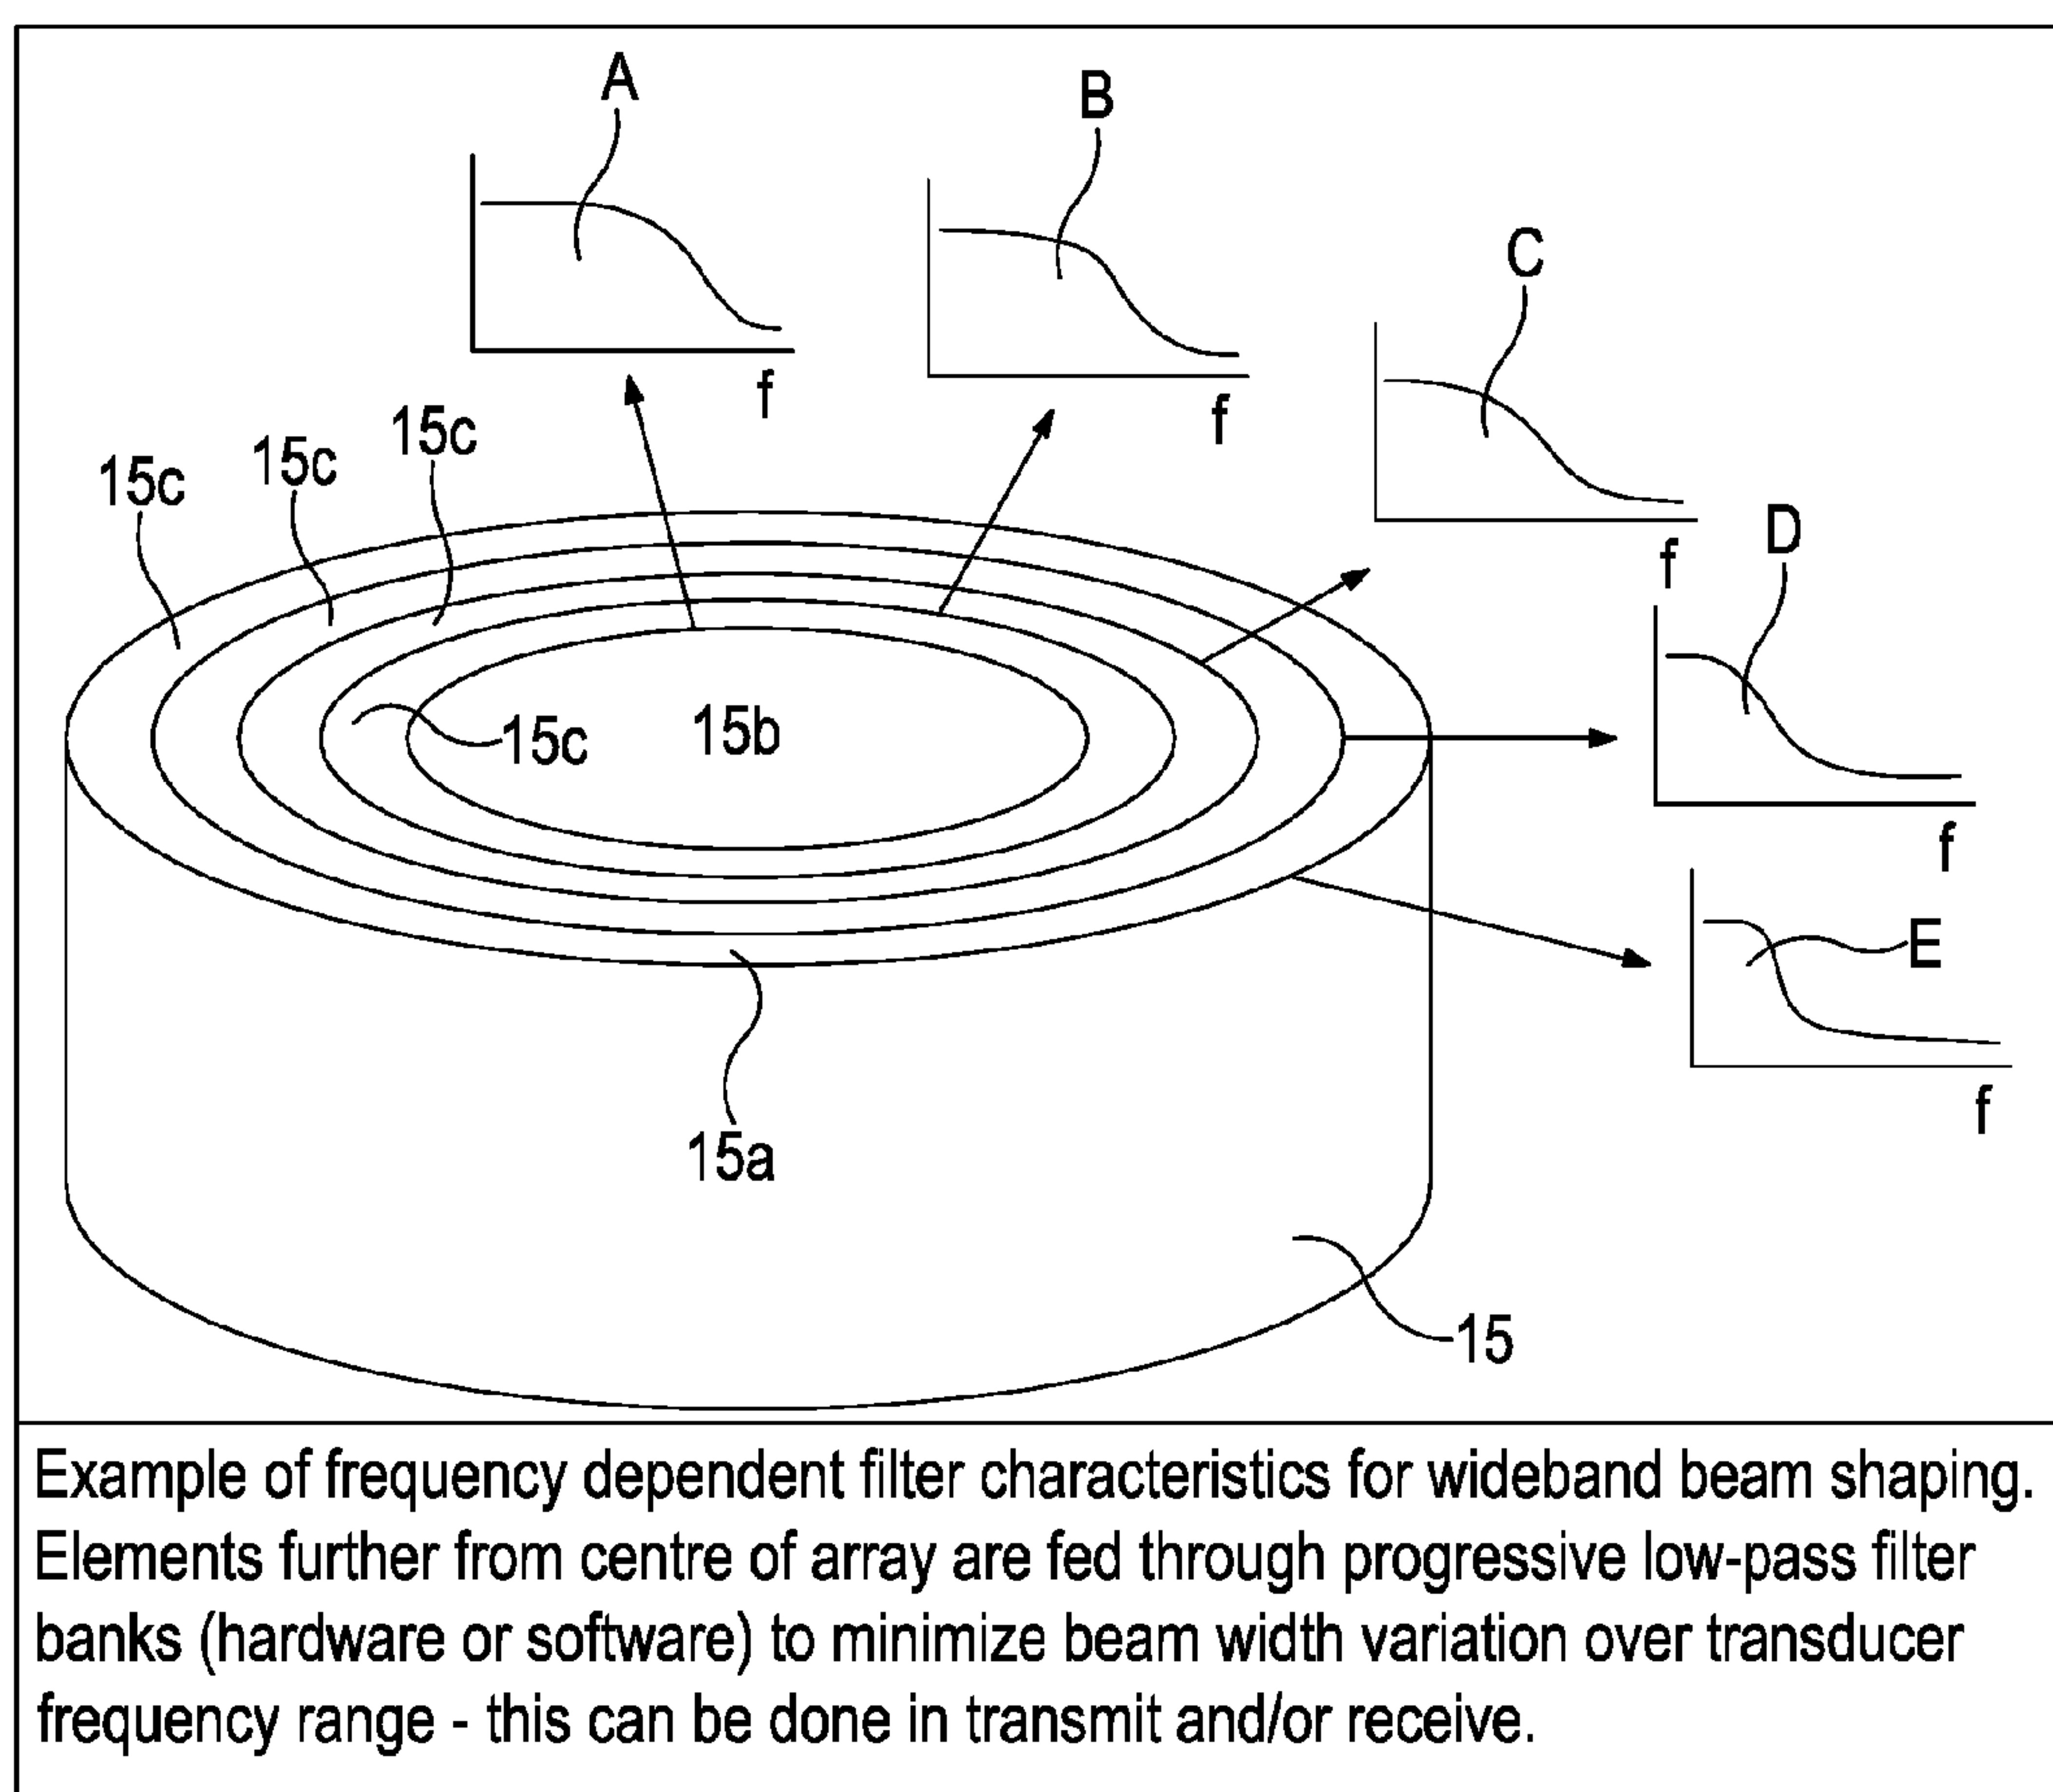 A
B
C
15c
15c
15c
f
f
f
D
15c
15b
f
E
f
15a
15
Example of frequency dependent filter characteristics for wideband beam shaping.
Elements further from centre of array are fed through progressive low-pass filter
banks (hardware or software) to minimize beam width variation over transducer
frequency range - this can be done in transmit and/or receive.